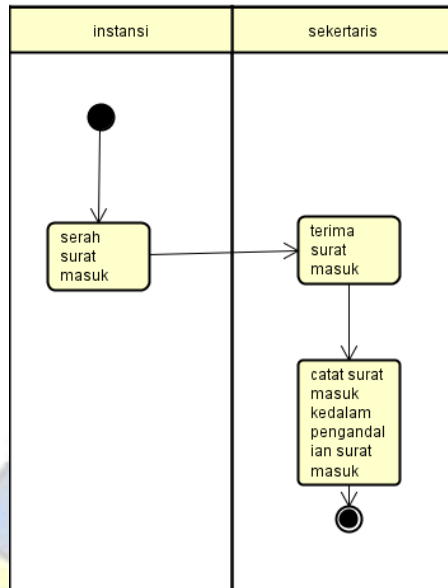 instansi
sekertaris
serah
surat
masuk
terima
surat
masuk
catat surat
masuk
kedalam
pengandal
ian surat
masuk